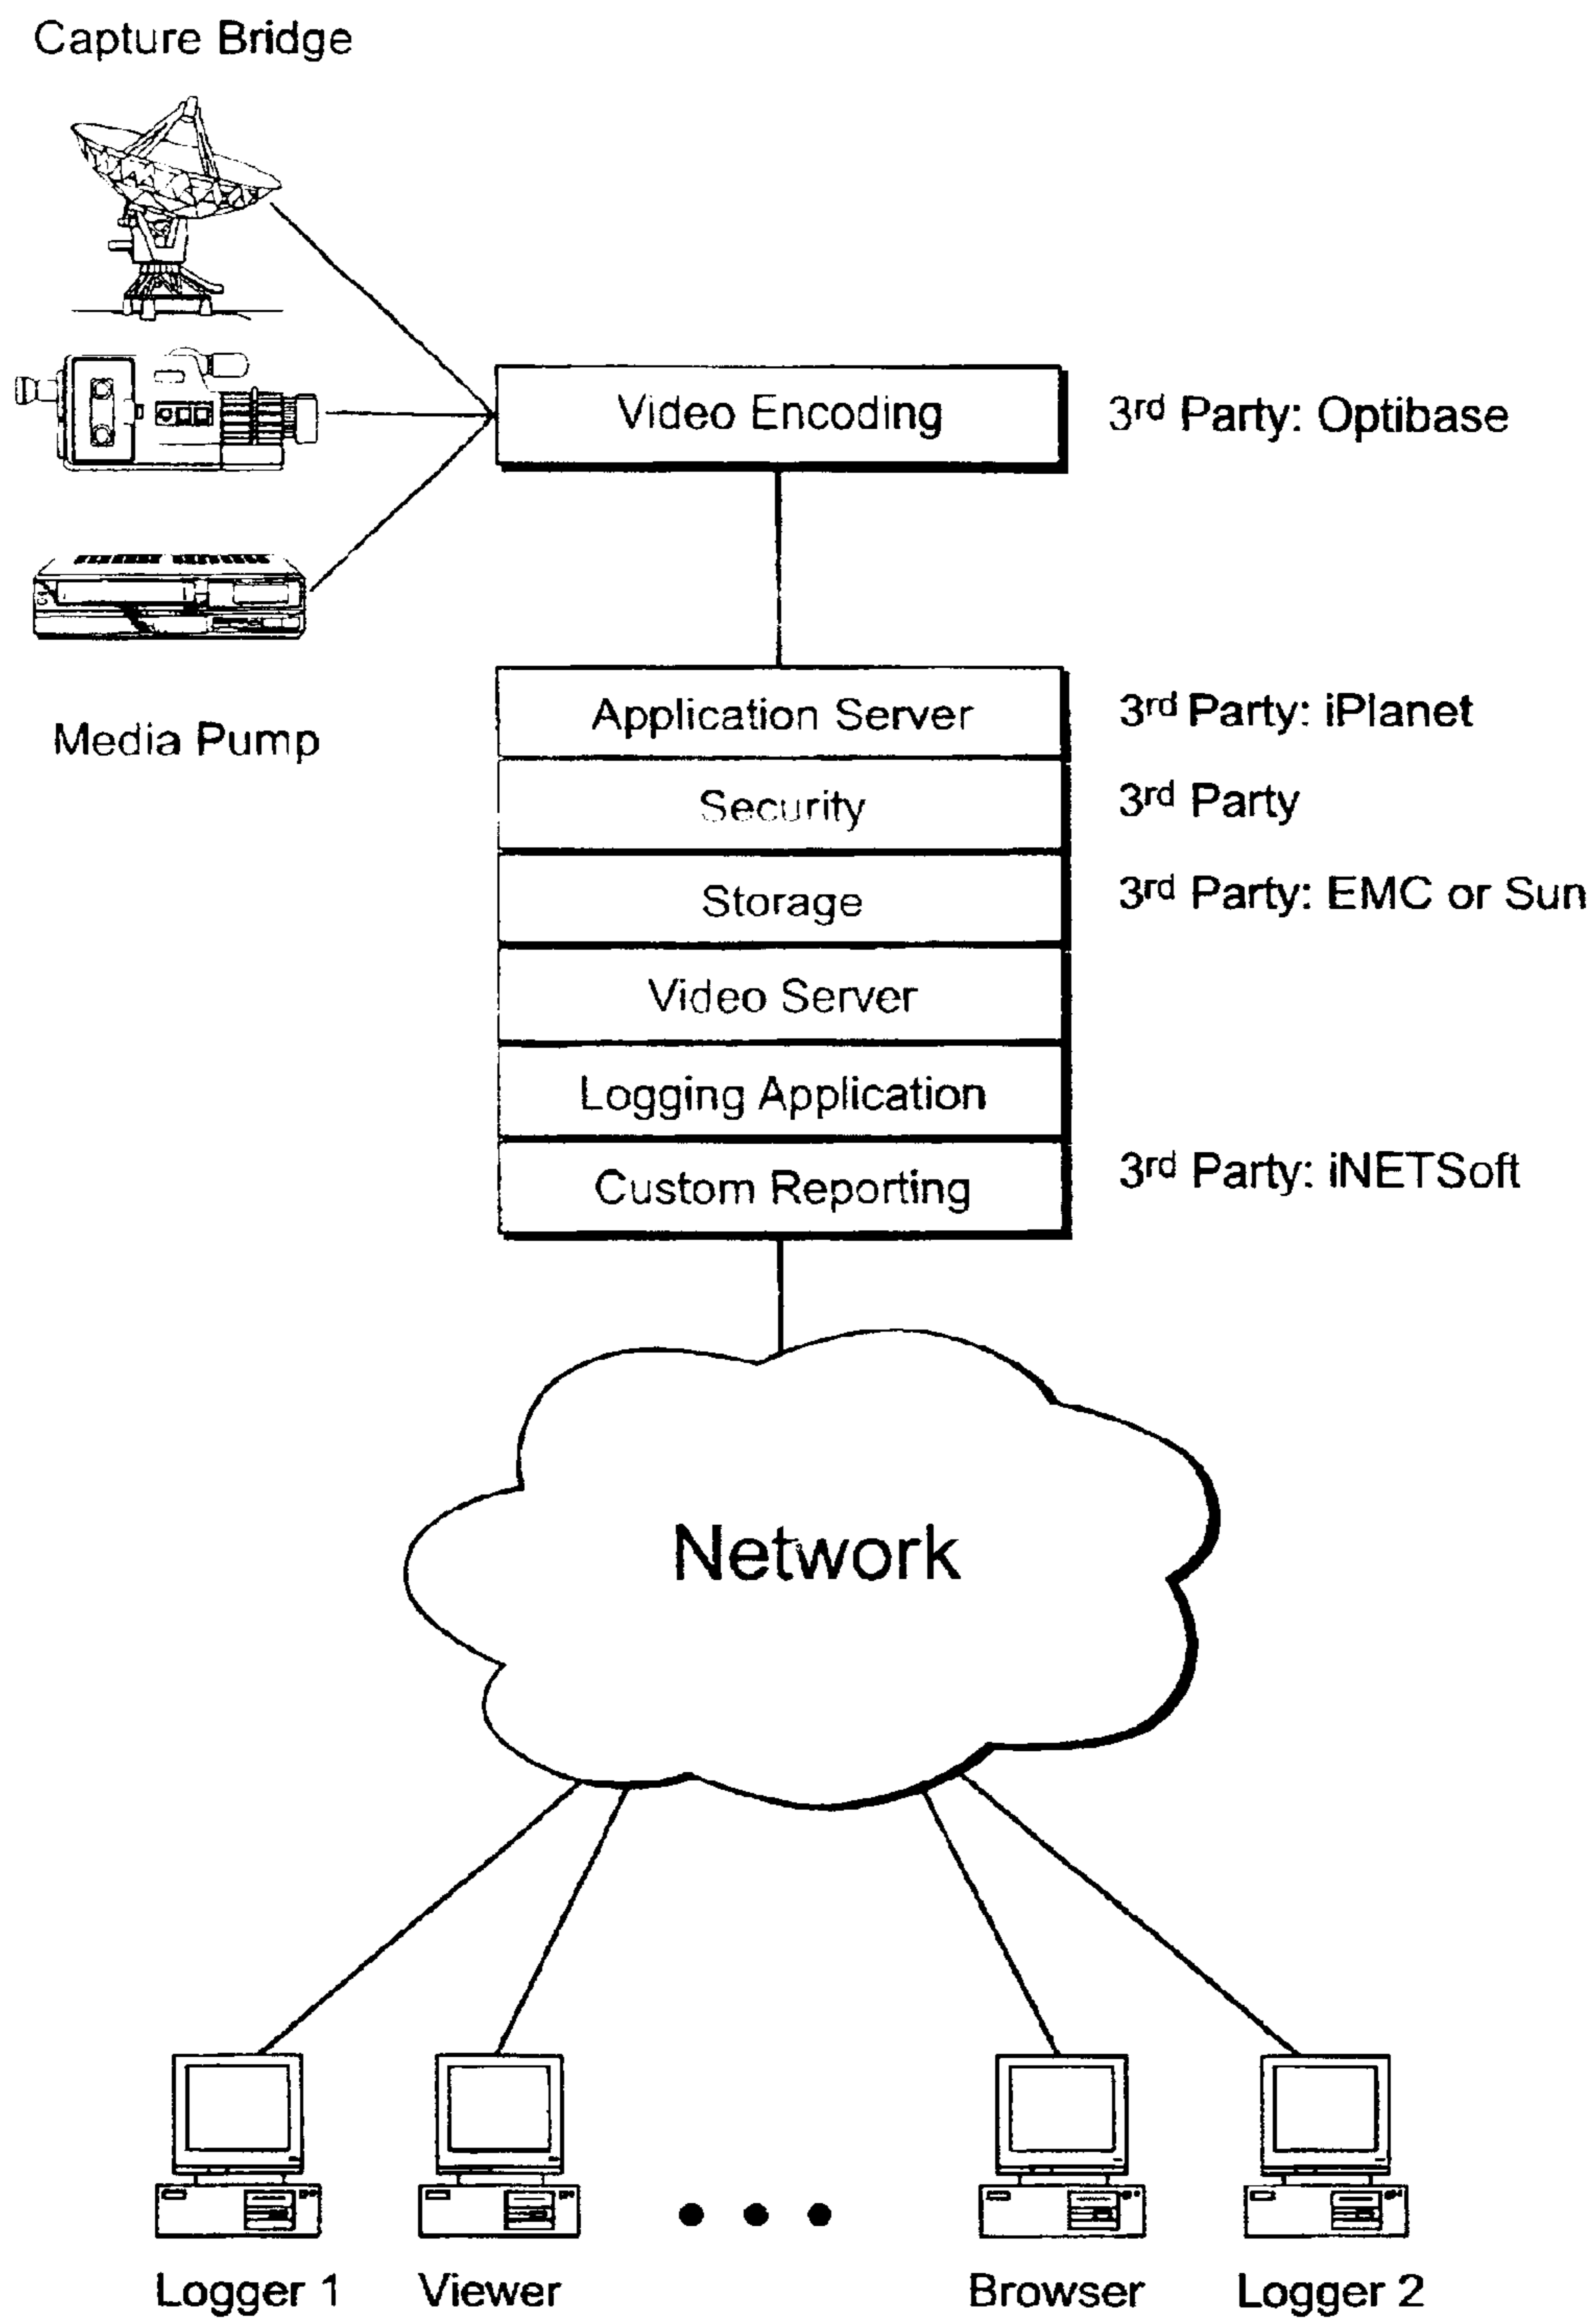 Capture Bridge
Video Encoding
3rd Party: Optibase
Media Pump
Application Server
3rd Party: iPlanet
Security
3rd Party
Storage
3rd Party: EMC or Sun
Video Server
Logging Application
Custom Reporting
3rd Party: iNETSoft
Network
Logger 1
Viewer
Browser
Logger 2